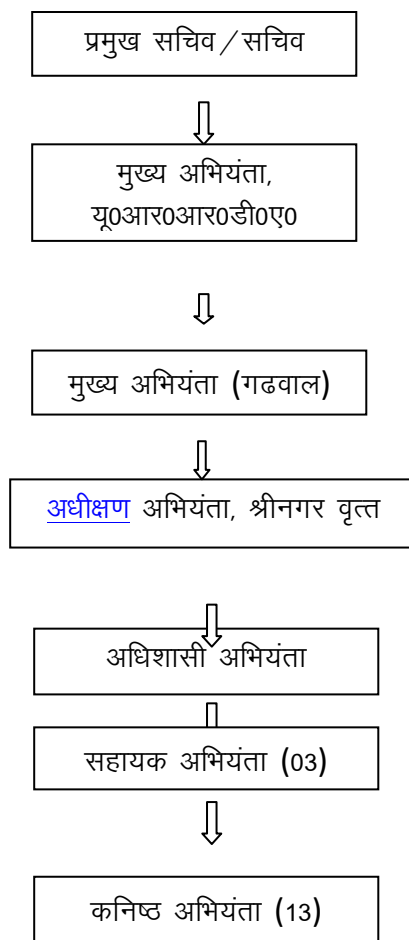 प्रमुख सचिव/सचिव
मुख्य अभियंता,
यू0आर0आर0डी0ए0
मुख्य अभियंता (गढवाल)
अधीक्षण अभियंता, श्रीनगर वृत्त
अधिशासी अभियंता
सहायक अभियंता (03)
कनिष्ठ अभियंता (13)